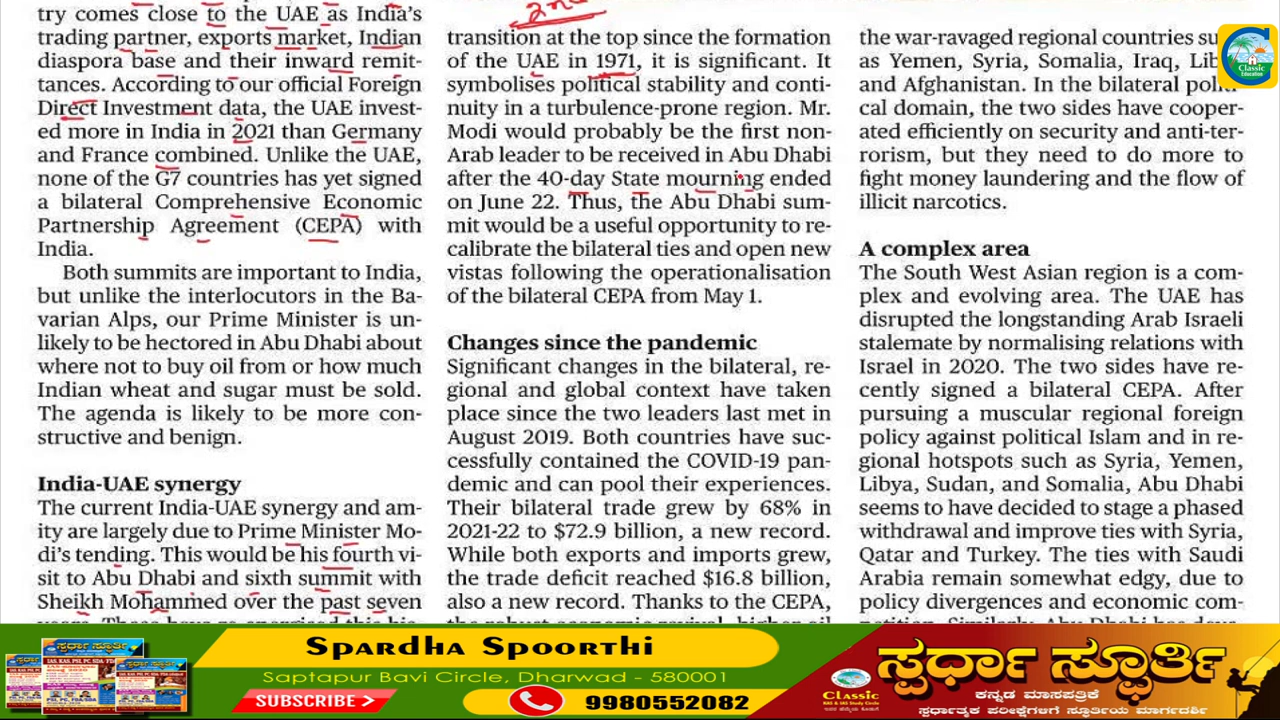 try comes close to the UAE as India's
trading partner, exports market, Indian
diaspora base and their inward remit-
tances. According to our official Foreign
Direct Investment data, the UAE invest-
ed more in India in 2021 than Germany
and France combined. Unlike the UAE,
none of the G7 countries has yet signed
a bilateral Comprehensive Economic
Partnership Agreement (CEPA) with
India.
Both summits are important to India,
but unlike the interlocutors in the Ba-
varian Alps, our Prime Minister is un-
likely to be hectored in Abu Dhabi about
where not to buy oil from or how much
Indian wheat and sugar must be sold.
The agenda is likely to be more con-
structive and benign.
India-UAE synergy
The current India-UAE synergy and am-
ity are largely due to Prime Minister Mo-
di's tending. This would be his fourth vi-
sit to Abu Dhabi and sixth summit with
Sheikh Mohammed over the past seven
2nd
transition at the top since the formation
of the UAE in 1971, it is significant. It
symbolises political stability and conti-
nuity in a turbulence-prone region. Mr.
Modi would probably be the first non-
Arab leader to be received in Abu Dhabi
after the 40-day State mourning ended
on June 22. Thus, the Abu Dhabi sum-
mit would be a useful opportunity to re-
calibrate the bilateral ties and open new
vistas following the operationalisation
of the bilateral CEPA from May 1.
Changes since the pandemic
Significant changes in the bilateral, re-
gional and global context have taken
place since the two leaders last met in
August 2019. Both countries have suc-
cessfully contained the COVID-19 pan-
demic and can pool their experiences.
Their bilateral trade grew by 68% in
2021-22 to $72.9 billion, a new record.
While both exports and imports grew,
the trade deficit reached $16.8 billion,
also a new record. Thanks to the CEPA,
the war-ravaged regional countries su
as Yemen, Syria, Somalia, Iraq, Lib
and Afghanistan. In the bilateral poli
cal domain, the two sides have cooper-
ated efficiently on security and anti-ter-
rorism, but they need to do more to
fight money laundering and the flow of
illicit narcotics.
A complex area
The South West Asian region is a com-
plex and evolving area. The UAE has
disrupted the longstanding Arab Israeli
stalemate by normalising relations with
Israel in 2020. The two sides have re-
cently signed a bilateral CEPA. After
pursuing a muscular regional foreign
policy against political Islam and in re-
gional hotspots such as Syria, Yemen,
Libya, Sudan, and Somalia, Abu Dhabi
seems to have decided to stage a phased
withdrawal and improve ties with Syria,
Qatar and Turkey. The ties with Saudi
Arabia remain somewhat edgy, due to
policy divergences and economic com-
Classic
Education
Spardha Spoorthi
Saptapur Bavi Circle, Dharwad - 580001
SUBSCRIBE
9980552082
Classic
KAS & IAS Study Circle
ಸ್ಪರ್ಧಾ ಸ್ಫೂರ್ತಿ
ಕನ್ನಡ ಮಾಸಪತ್ರಿಕೆ
ಸ್ಪರ್ಧಾತ್ಮಕ ಪರೀಕ್ಷೆಗಳಿಗೆ ಸ್ಫೂರ್ತಿಯ ಮಾರ್ಗದರ್ಶಿ